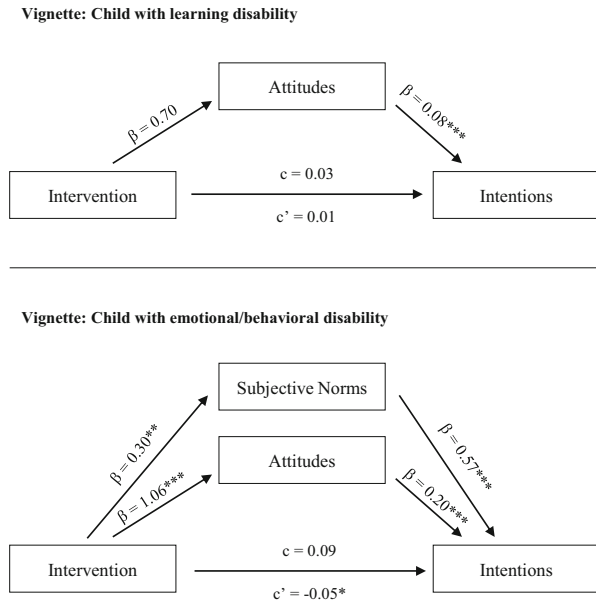 Vignette: Child with learning disability
Attitudes
β = 0.70
β = 0.08***
Intervention
c = 0.03
c’ = 0.01
Intentions
Vignette: Child with emotional/behavioral disability
Subjective Norms
β = 0.30**
β = 0.57***
Attitudes
β = 1.06***
β = 0.20***
Intervention
c = 0.09
c’ = -0.05*
Intentions